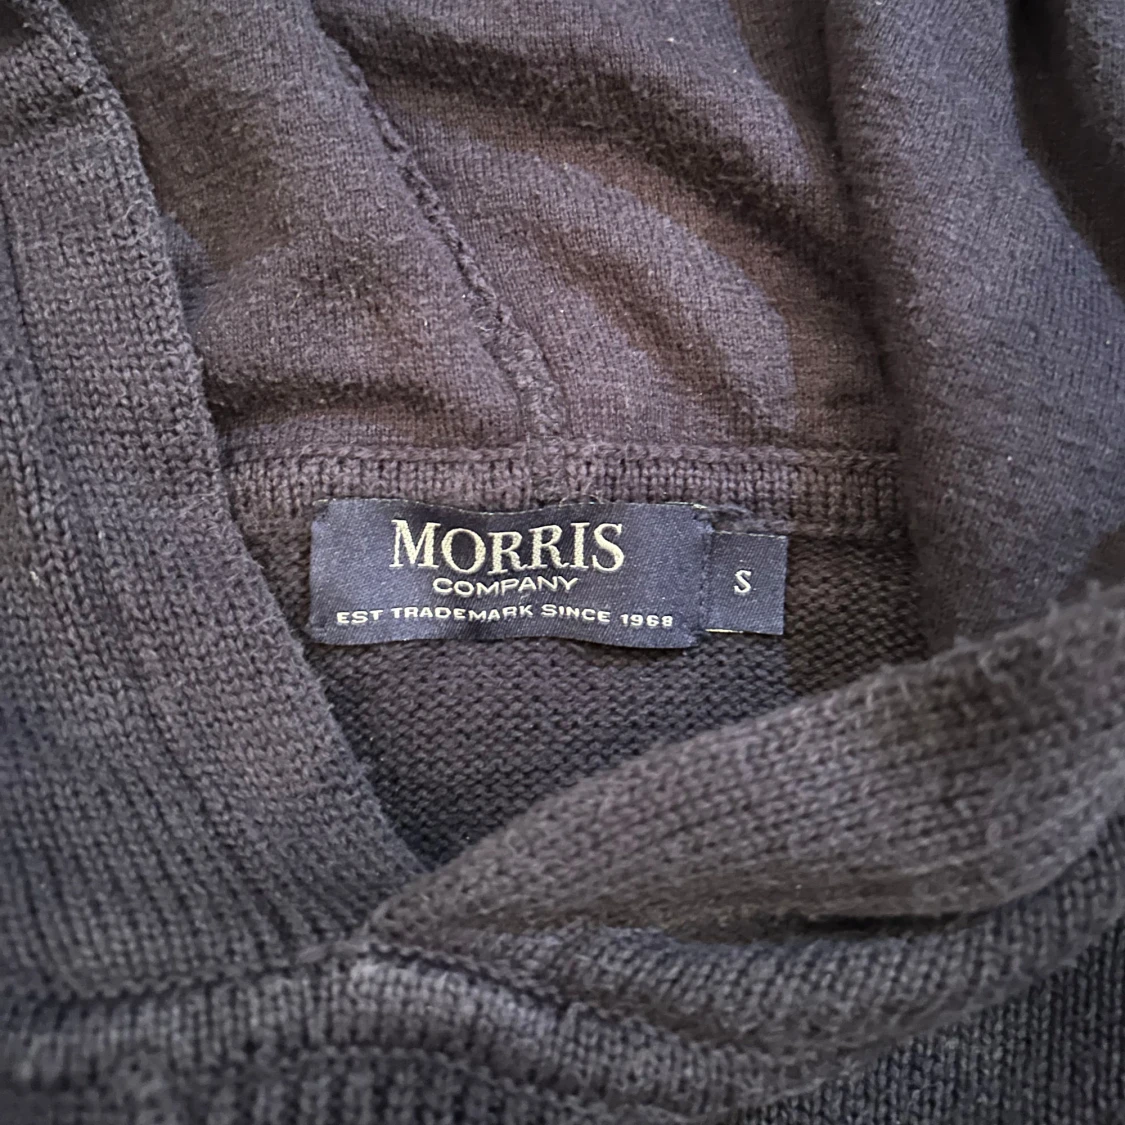 MORRIS
COMPANY
EST TRADEMARK SINCE 1968
S